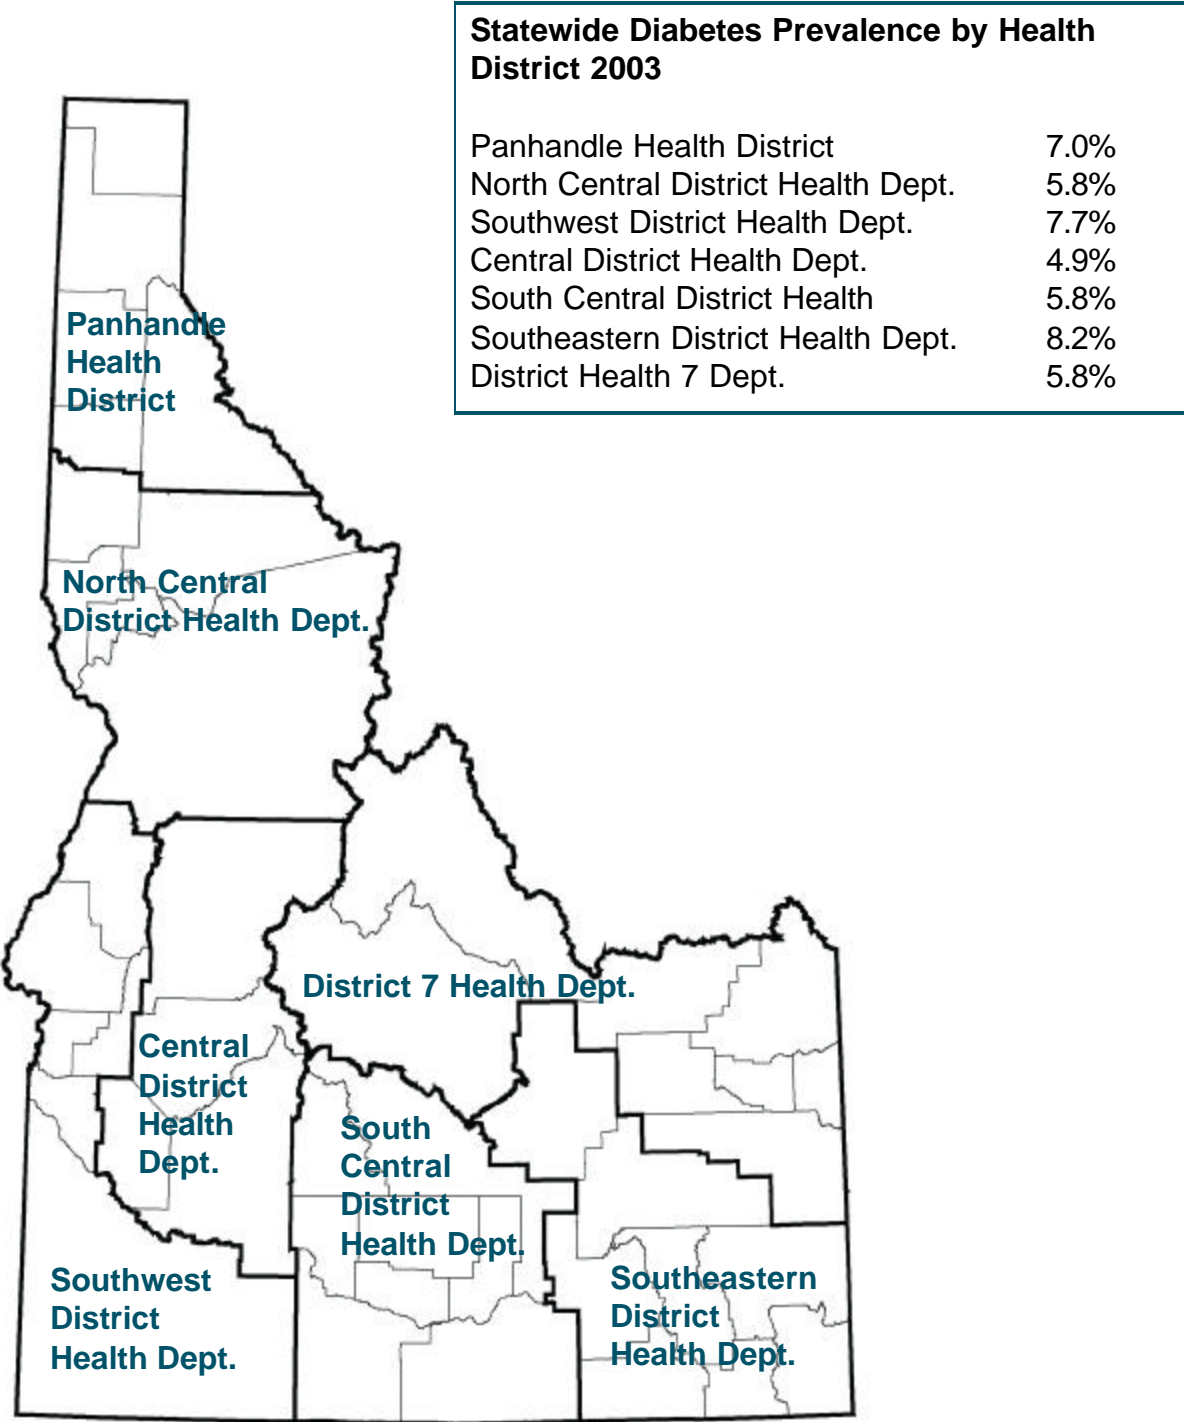 Statewide Diabetes Prevalence by Health
District 2003
Panhandle Health District 7.0%
North Central District Health Dept. 5.8%
Southwest District Health Dept. 7.7%
Central District Health Dept. 4.9%
South Central District Health 5.8%
Southeastern District Health Dept. 8.2%
District Health 7 Dept. 5.8%
Panhandle
Health
District
North Central
District Health Dept.
District 7 Health Dept.
Central
District
Health
Dept.
South
Central
District
Health Dept.
Southwest
District
Health Dept.
Southeastern
District
Health Dept.